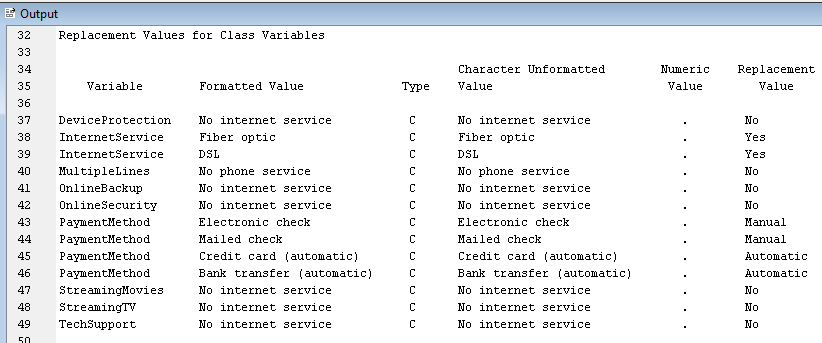 Output
32 Replacement Values for Class Variables
33
34 Character Unformatted Numeric Replacement
35 Variable Formatted Value Type Value Value Value
36
37 DeviceProtection No internet service C No internet service . No
38 InternetService Fiber optic C Fiber optic . Yes
39 InternetService DSL C DSL . Yes
40 MultipleLines No phone service C No phone service . No
41 OnlineBackup No internet service C No internet service . No
42 OnlineSecurity No internet service C No internet service . No
43 PaymentMethod Electronic check C Electronic check . Manual
44 PaymentMethod Mailed check C Mailed check . Manual
45 PaymentMethod Credit card (automatic) C Credit card (automatic) . Automatic
46 PaymentMethod Bank transfer (automatic) C Bank transfer (automatic) . Automatic
47 StreamingMovies No internet service C No internet service . No
48 StreamingTV No internet service C No internet service . No
49 TechSupport No internet service C No internet service . No
50